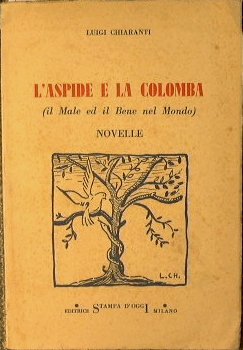 LUIGI CHIARANTI
L'ASPIDE E LA COLOMBA
(il Male ed il Bene nel Mondo)
NOVELLE
L. CH.
EDITRICE STAMPA D'OGGI MILANO